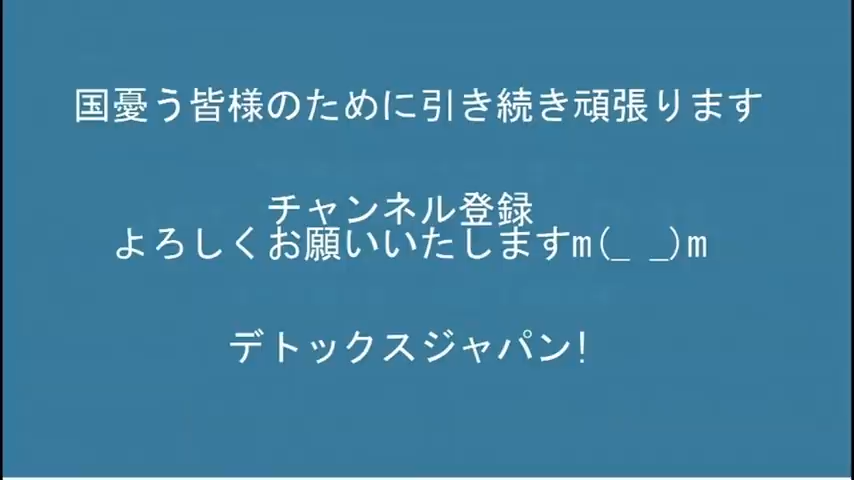 国憂う皆様のために引き続き頑張ります
チャンネル登録
よろしくお願いいたしますm(_ _)m
デトックスジャパン!